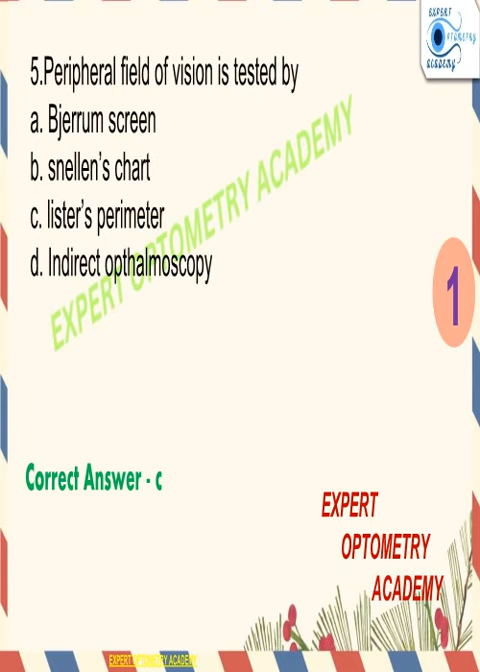 EXPERT
optometry
academy
5.Peripheral field of vision is tested by
a. Bjerrum screen
b. snellen's chart
c. lister's perimeter
d. Indirect opthalmoscopy
EXPERT OPTOMETRY ACADEMY
1
Correct Answer - c
EXPERT
OPTOMETRY
ACADEMY
EXPERT OPTOMETRY ACADEMY